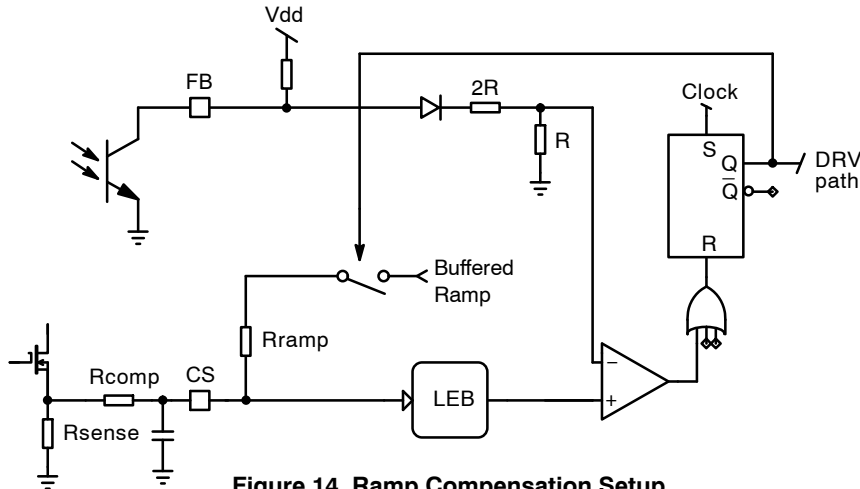 Vdd
FB
2R
R
Clock
S
Q
Q̅
R
DRV
path
Buffered
Ramp
Rramp
Rcomp
CS
LEB
−
+
Rsense
Figure 14. Ramp Compensation Setup